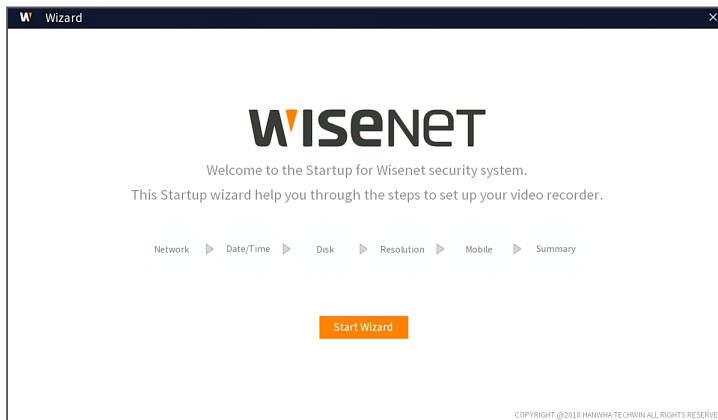 W Wizard ×
WISENET
Welcome to the Startup for Wisenet security system.
This Startup wizard help you through the steps to set up your video recorder.
Network Date/Time Disk Resolution Mobile Summary
Start Wizard
COPYRIGHT @2018 HANWHA TECHWIN ALL RIGHTS RESERVE